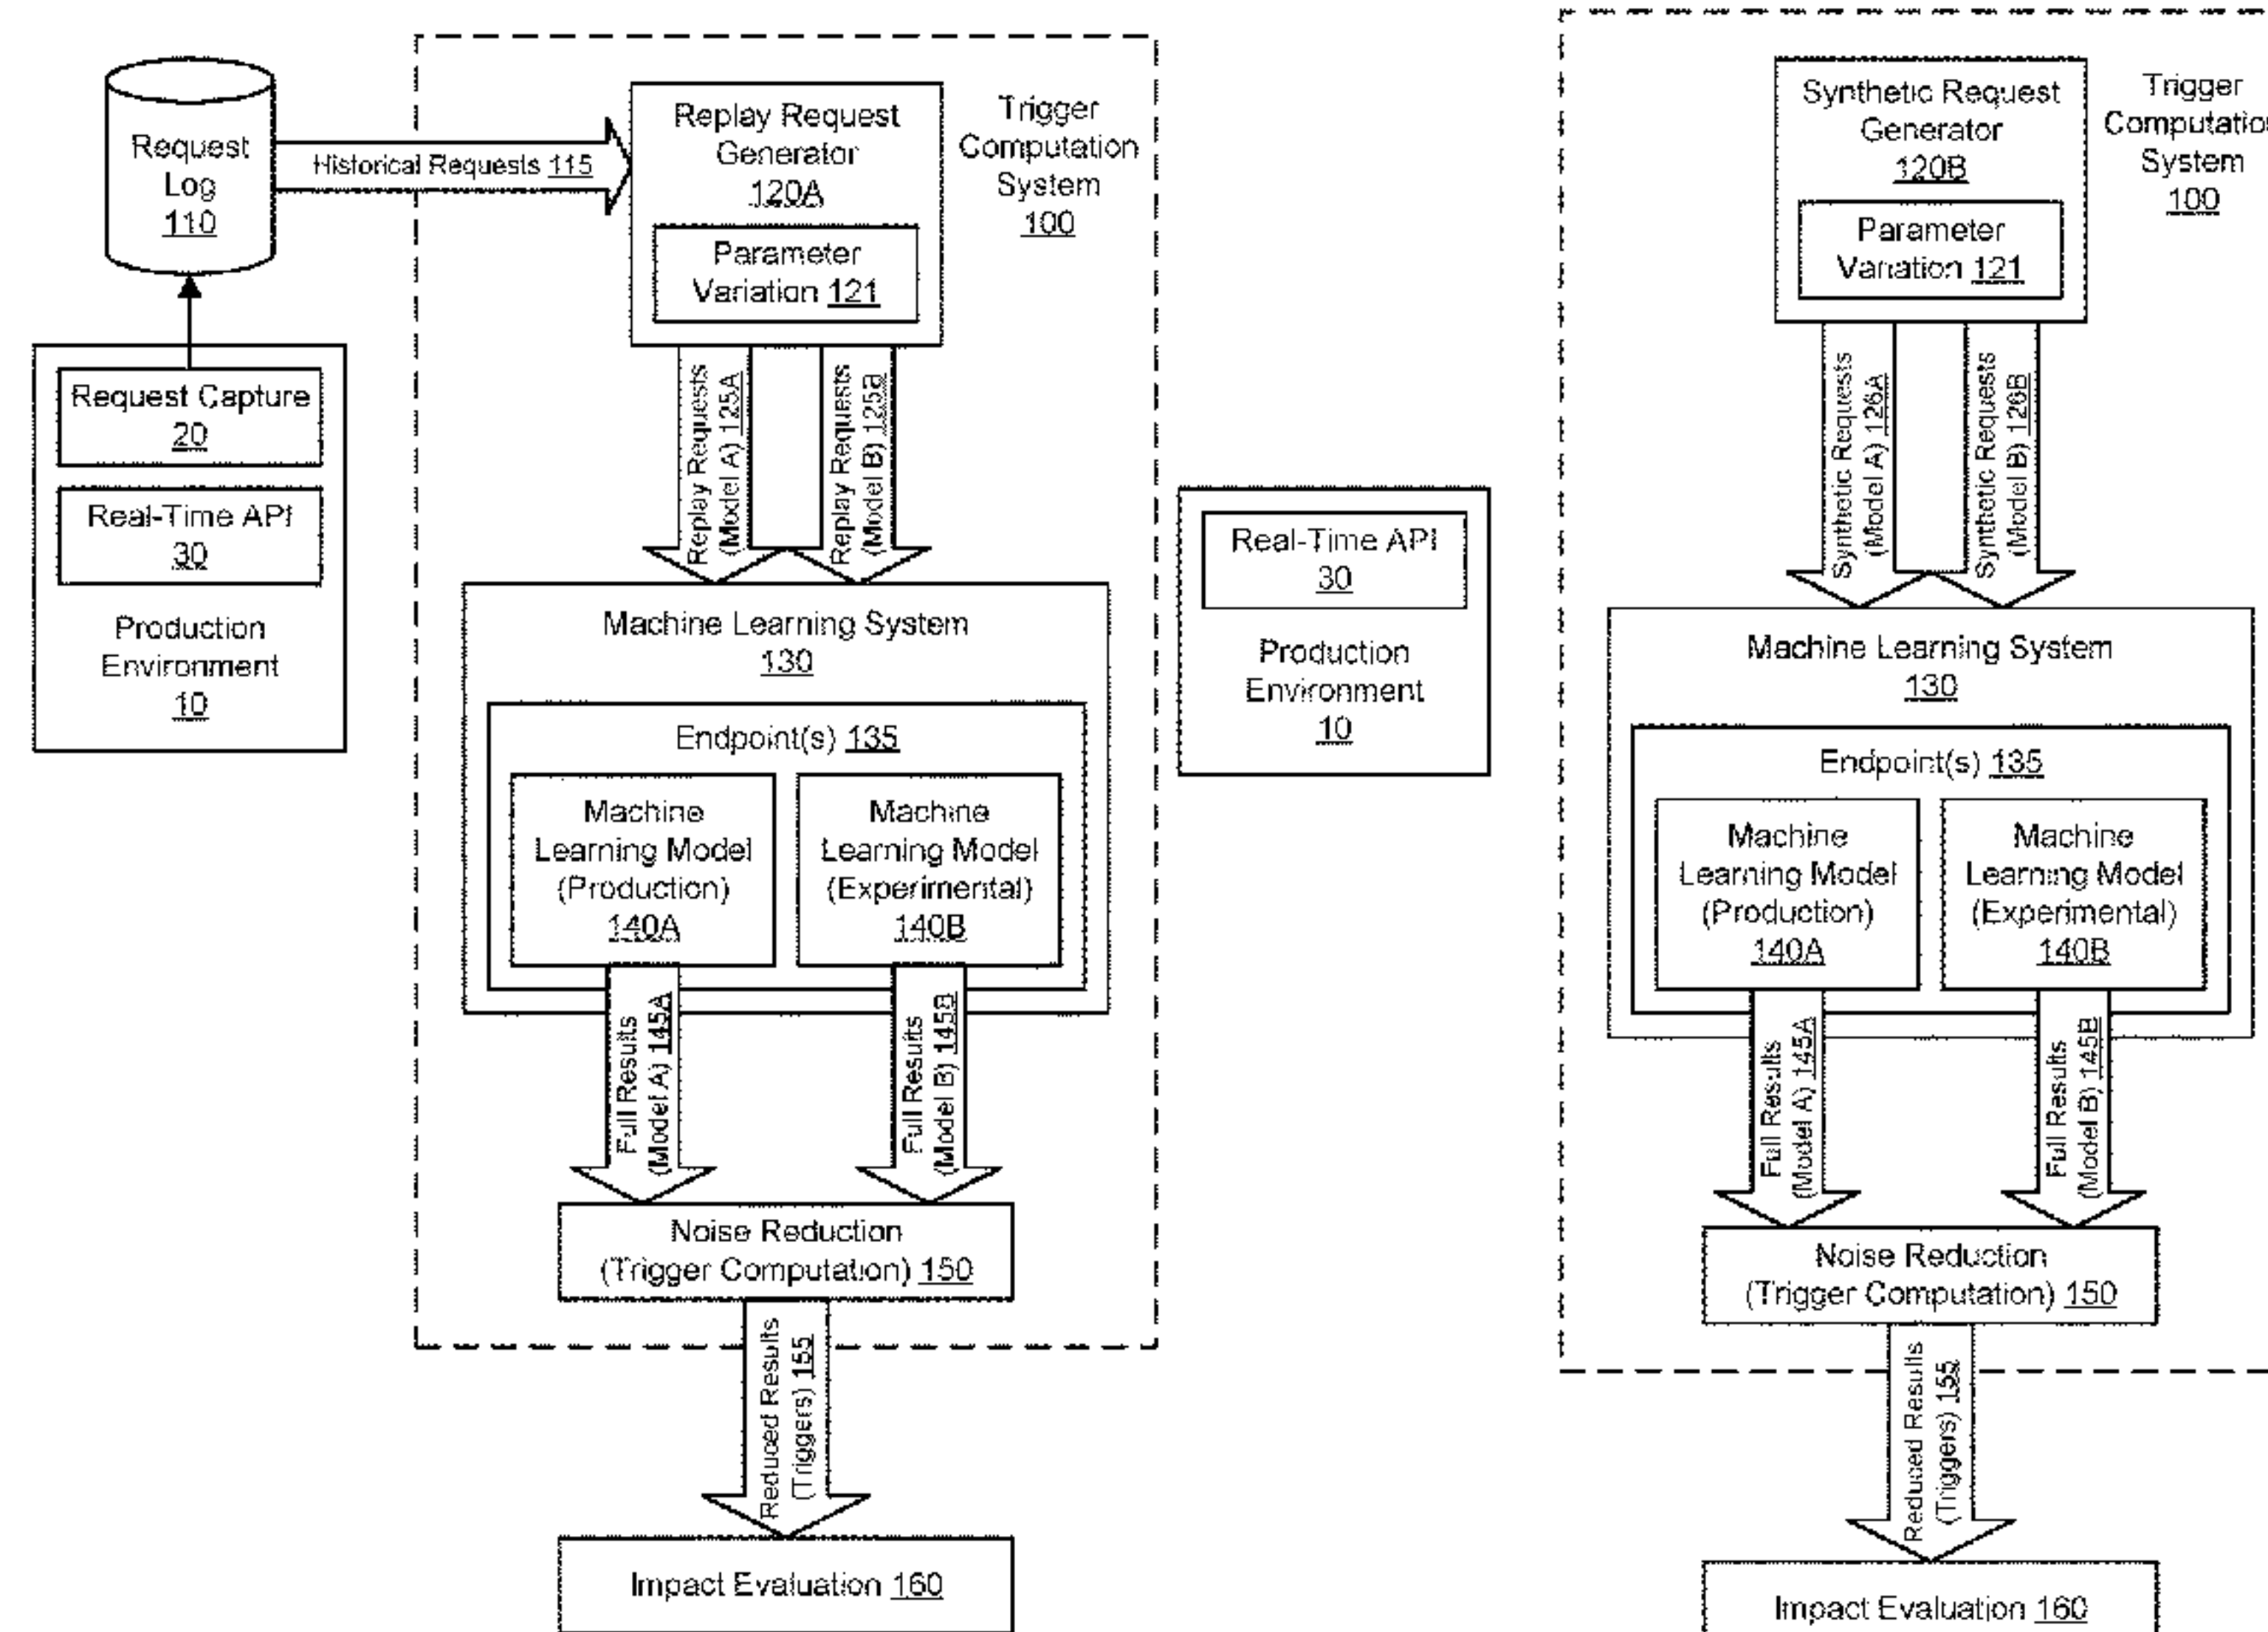 Request
Log
110
Historical Requests 115
Request Capture
20
Real-Time API
30
Production
Environment
10
Replay Request
Generator
120A
Parameter
Variation 121
Trigger
Computation
System
100
Replay Requests
(Model A) 125A
Replay Requests
(Model B) 125B
Machine Learning System
130
Endpoint(s) 135
Machine
Learning Model
(Production)
140A
Machine
Learning Model
(Experimental)
140B
Full Results
(Model A) 145A
Full Results
(Model B) 145B
Noise Reduction
(Trigger Computation) 150
Reduced Results
(Triggers) 155
Impact Evaluation 160
Real-Time API
30
Production
Environment
10
Synthetic Request
Generator
120B
Parameter
Variation 121
Trigger
Computation
System
100
Synthetic Requests
(Model A) 126A
Synthetic Requests
(Model B) 126B
Machine Learning System
130
Endpoint(s) 135
Machine
Learning Model
(Production)
140A
Machine
Learning Model
(Experimental)
140B
Full Results
(Model A) 145A
Full Results
(Model B) 145B
Noise Reduction
(Trigger Computation) 150
Reduced Results
(Triggers) 155
Impact Evaluation 160